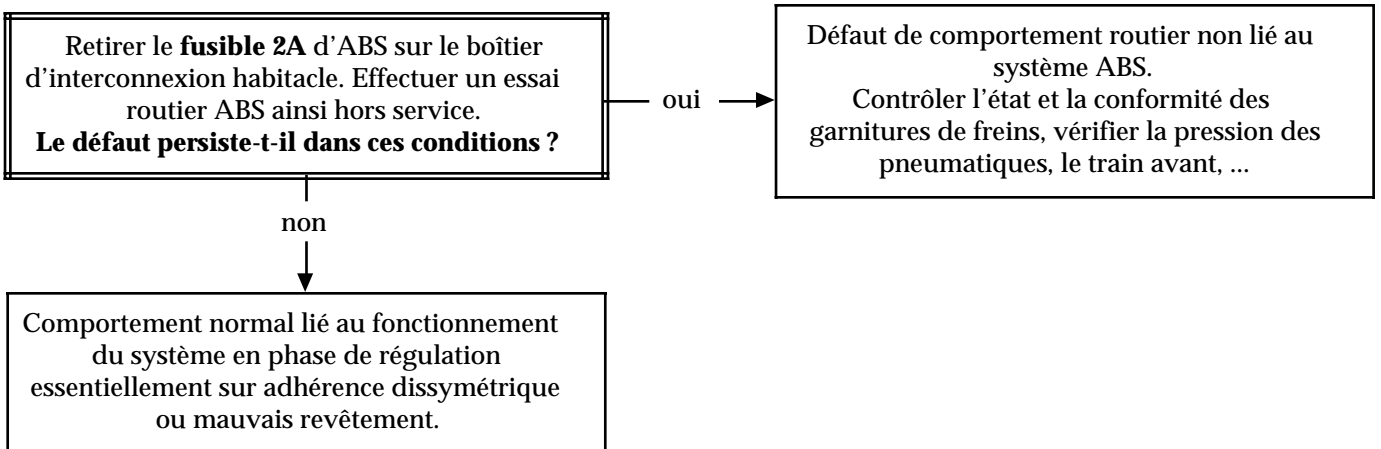 Retirer le fusible 2A d'ABS sur le boîtier
d'interconnexion habitacle. Effectuer un essai
routier ABS ainsi hors service.
Le défaut persiste-t-il dans ces conditions ?
oui
Défaut de comportement routier non lié au
système ABS.
Contrôler l'état et la conformité des
garnitures de freins, vérifier la pression des
pneumatiques, le train avant, ...
non
Comportement normal lié au fonctionnement
du système en phase de régulation
essentiellement sur adhérence dissymétrique
ou mauvais revêtement.